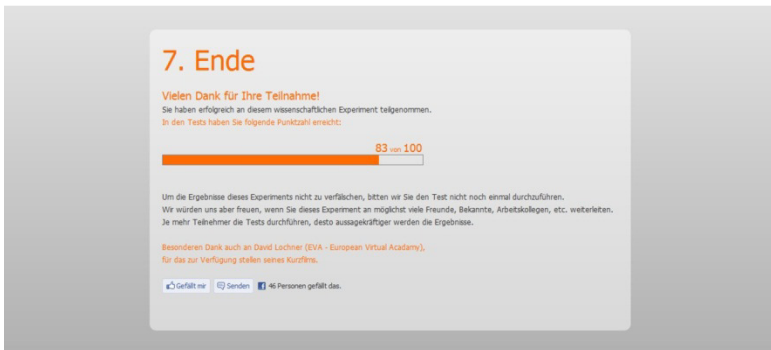 7. Ende
Vielen Dank für Ihre Teilnahme!
Sie haben erfolgreich an diesem wissenschaftlichen Experiment teilgenommen.
In den Tests haben Sie folgende Punktzahl erreicht:
83 von 100
Um die Ergebnisse dieses Experiments nicht zu verfälschen, bitten wir Sie den Test nicht noch einmal durchzuführen.
Wir würden uns aber freuen, wenn Sie dieses Experiment an möglichst viele Freunde, Bekannte, Arbeitskollegen, etc. weiterleiten.
Je mehr Teilnehmer die Tests durchführen, desto aussagekräftiger werden die Ergebnisse.
Besonderen Dank auch an David Lochner (EVA - European Virtual Acadamy),
für das zur Verfügung stellen seines Kurzfilms.
Gefällt mir Senden 46 Personen gefällt das.